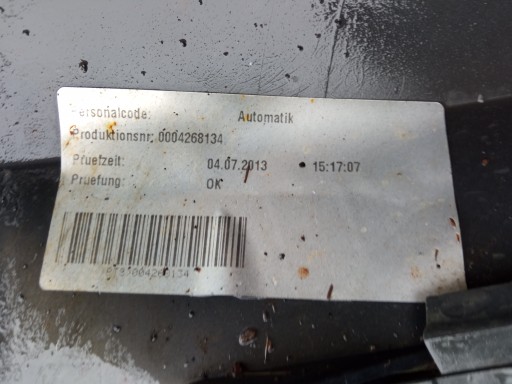 Personalcode: Automatik
Produktionsnr: 0004268134
Pruefzeit: 04.07.2013 15:17:07
Pruefung: OK